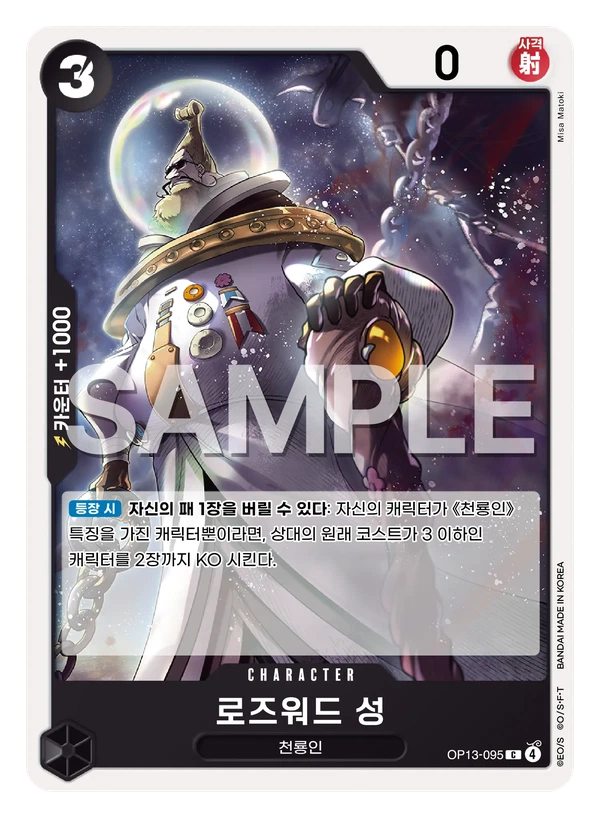 3
0
사격
射
Misa Matoki
카운터 +1000
SAMPLE
등장 시 자신의 패 1장을 버릴 수 있다: 자신의 캐릭터가 《천룡인》
특징을 가진 캐릭터뿐이라면, 상대의 원래 코스트가 3 이하인
캐릭터를 2장까지 KO 시킨다.
CHARACTER
로즈워드 성
천룡인
OP13-095 C 4
©EO/S ©O/S·F·T BANDAI MADE IN KOREA